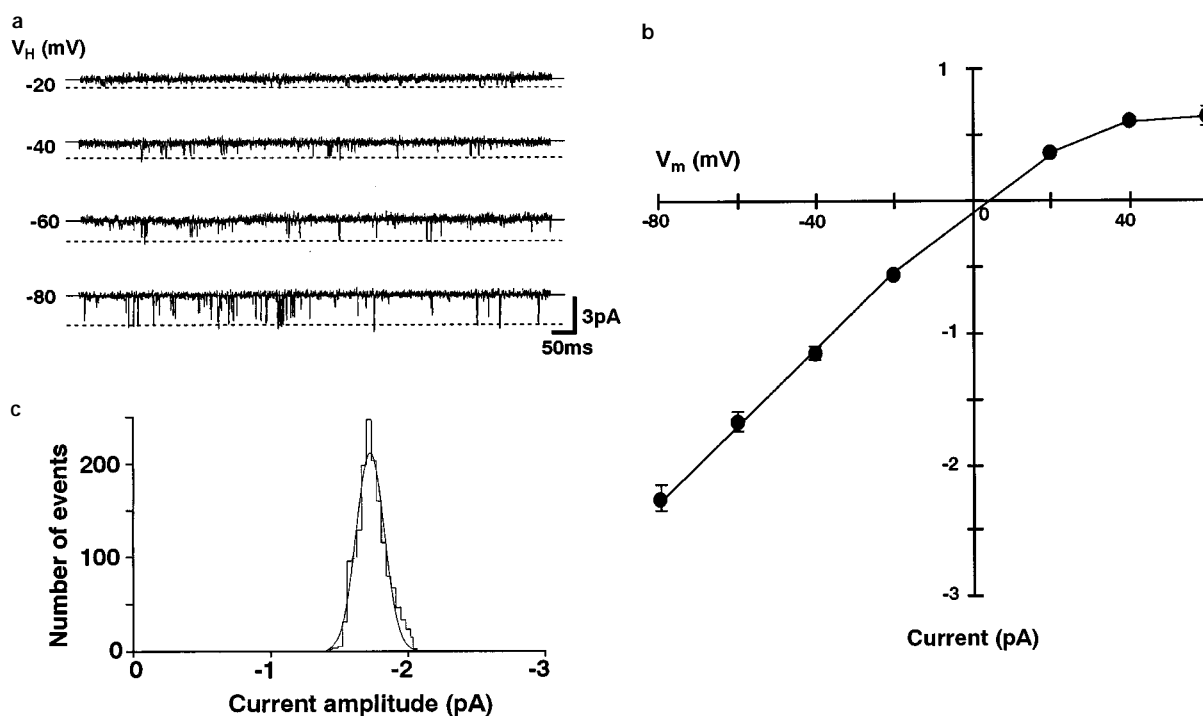 a
V_H (mV)
-20
-40
-60
-80
3pA
50ms
b
1
V_m (mV)
-80
-40
0
40
-1
-2
-3
Current (pA)
c
Number of events
200
100
0
0
-1
-2
-3
Current amplitude (pA)